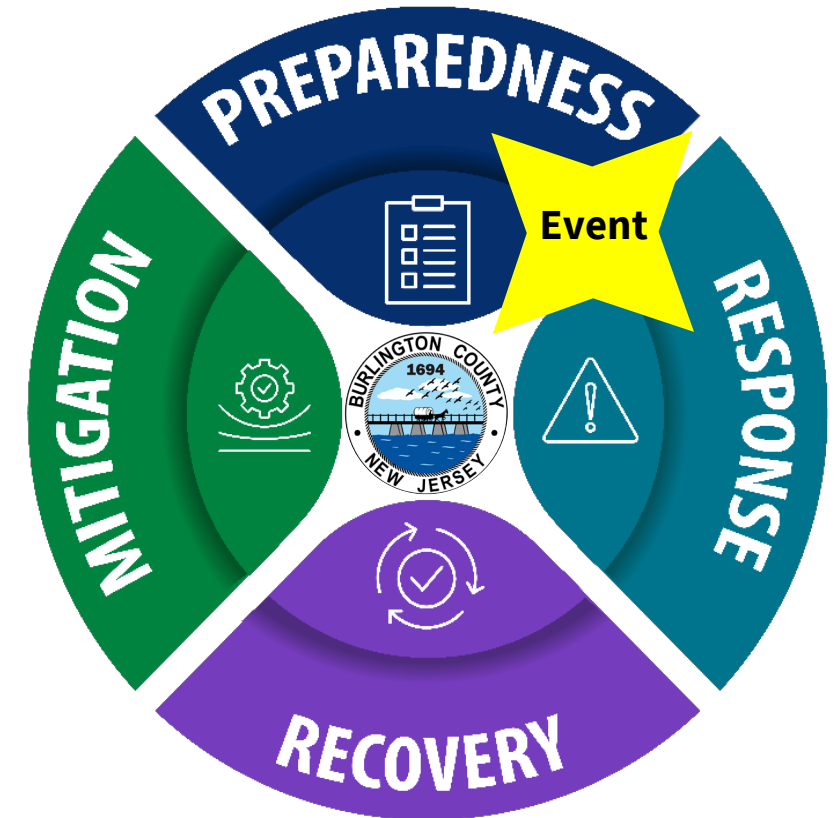 PREPAREDNESS
Event
RESPONSE
MITIGATION
BURLINGTON COUNTY
1694
NEW JERSEY
RECOVERY